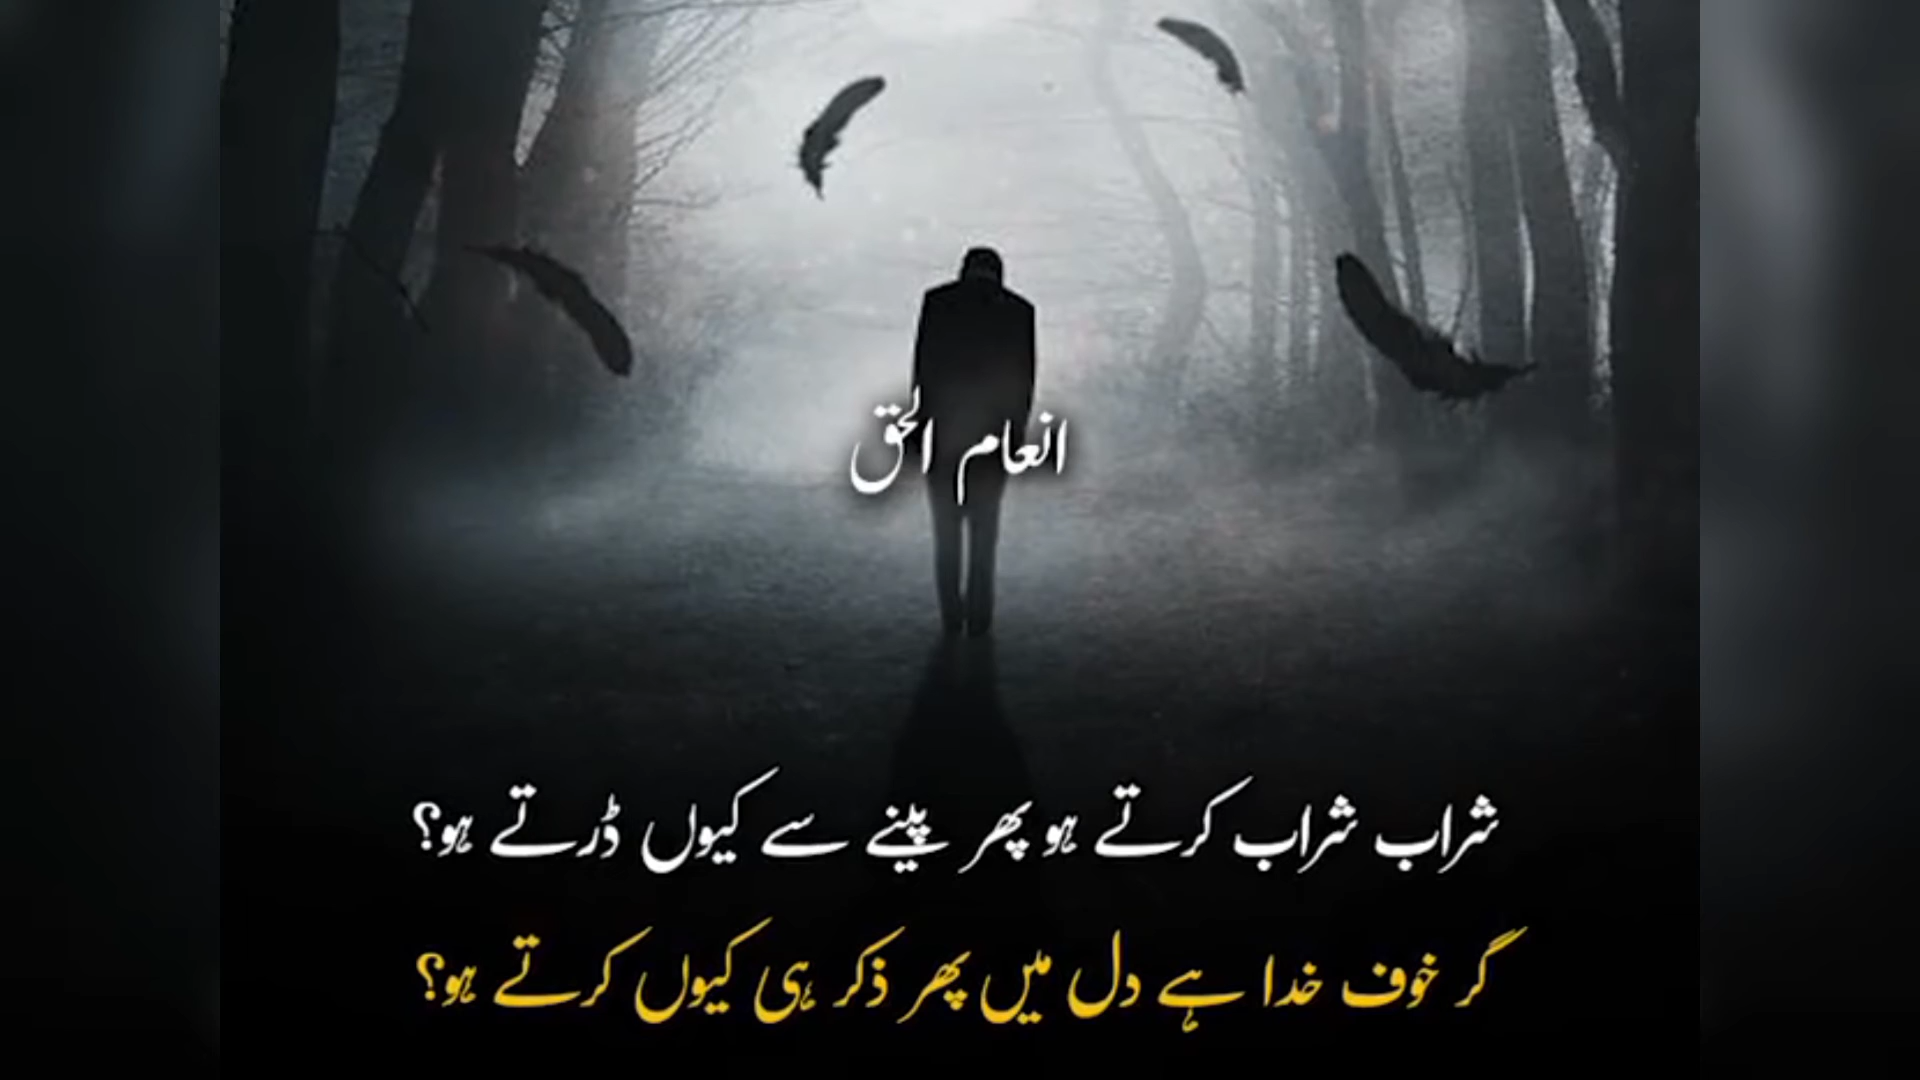 انعام الحق
شراب شراب کرتے ہو پھر پینے سے کیوں ڈرتے ہو؟
گر خوف خدا ہے دل میں پھر ذکر ہی کیوں کرتے ہو؟